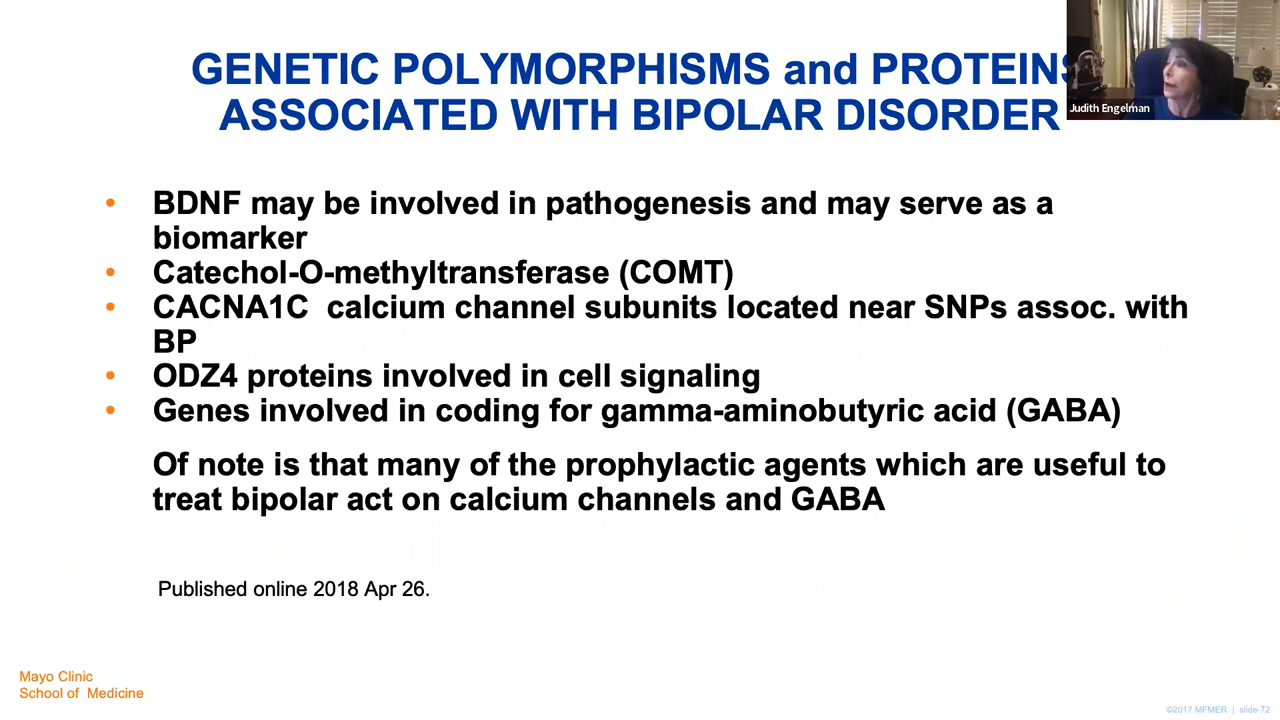 GENETIC POLYMORPHISMS and PROTEINS
ASSOCIATED WITH BIPOLAR DISORDER
Judith Engelman
• BDNF may be involved in pathogenesis and may serve as a
biomarker
• Catechol-O-methyltransferase (COMT)
• CACNA1C calcium channel subunits located near SNPs assoc. with
BP
• ODZ4 proteins involved in cell signaling
• Genes involved in coding for gamma-aminobutyric acid (GABA)
Of note is that many of the prophylactic agents which are useful to
treat bipolar act on calcium channels and GABA
Published online 2018 Apr 26.
Mayo Clinic
School of Medicine
©2017 MFMER | slide-72